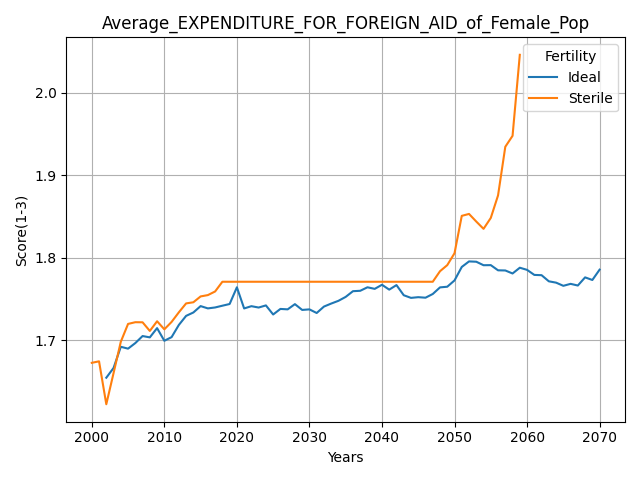 Average_EXPENDITURE_FOR_FOREIGN_AID_of_Female_Pop
Fertility
Ideal
Sterile
Score(1-3)
2.0
1.9
1.8
1.7
2000 2010 2020 2030 2040 2050 2060 2070
Years